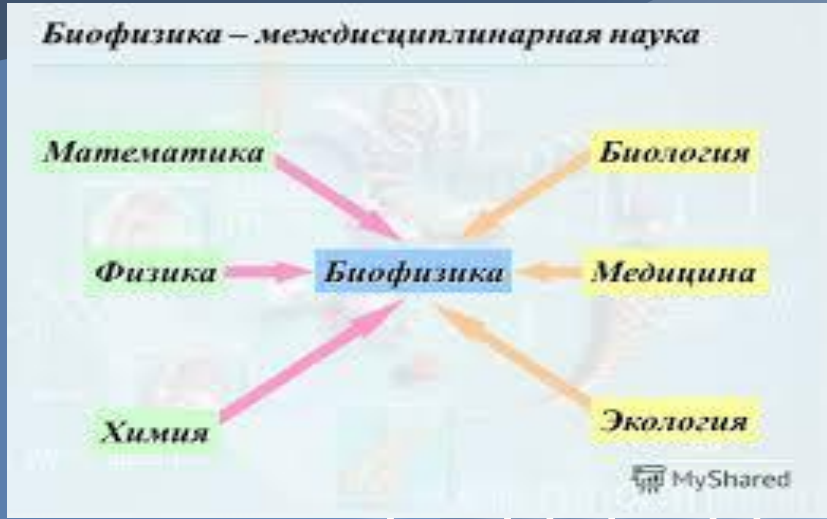 Биофизика – междисциплинарная наука
Математика
Биология
Физика
Биофизика
Медицина
Химия
Экология
MyShared